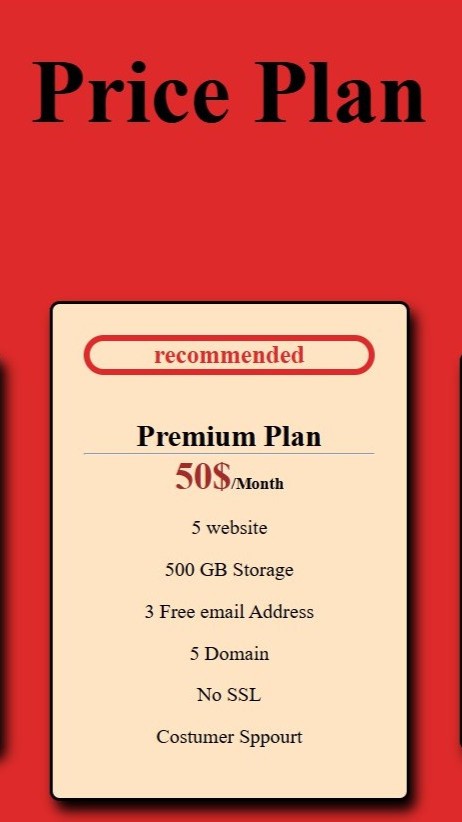 Price Plan
recommended
Premium Plan
50$/Month
5 website
500 GB Storage
3 Free email Address
5 Domain
No SSL
Costumer Sppourt